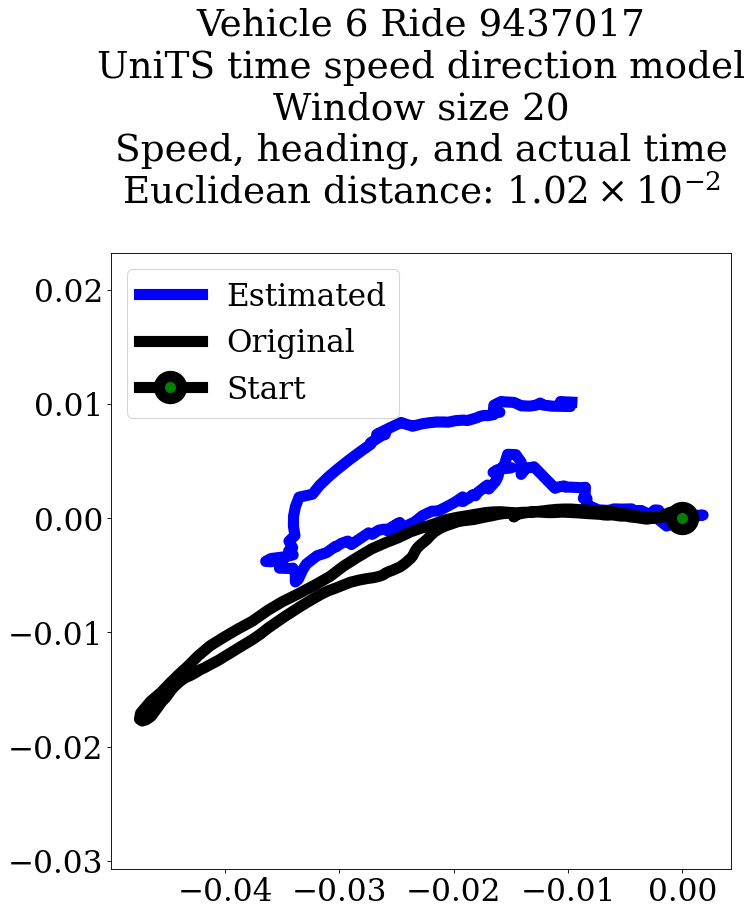 Vehicle 6 Ride 9437017
UniTS time speed direction model
Window size 20
Speed, heading, and actual time
Euclidean distance: 1.02 × 10⁻²
Estimated
Original
Start
0.02
0.01
0.00
−0.01
−0.02
−0.03
−0.04 −0.03 −0.02 −0.01 0.00